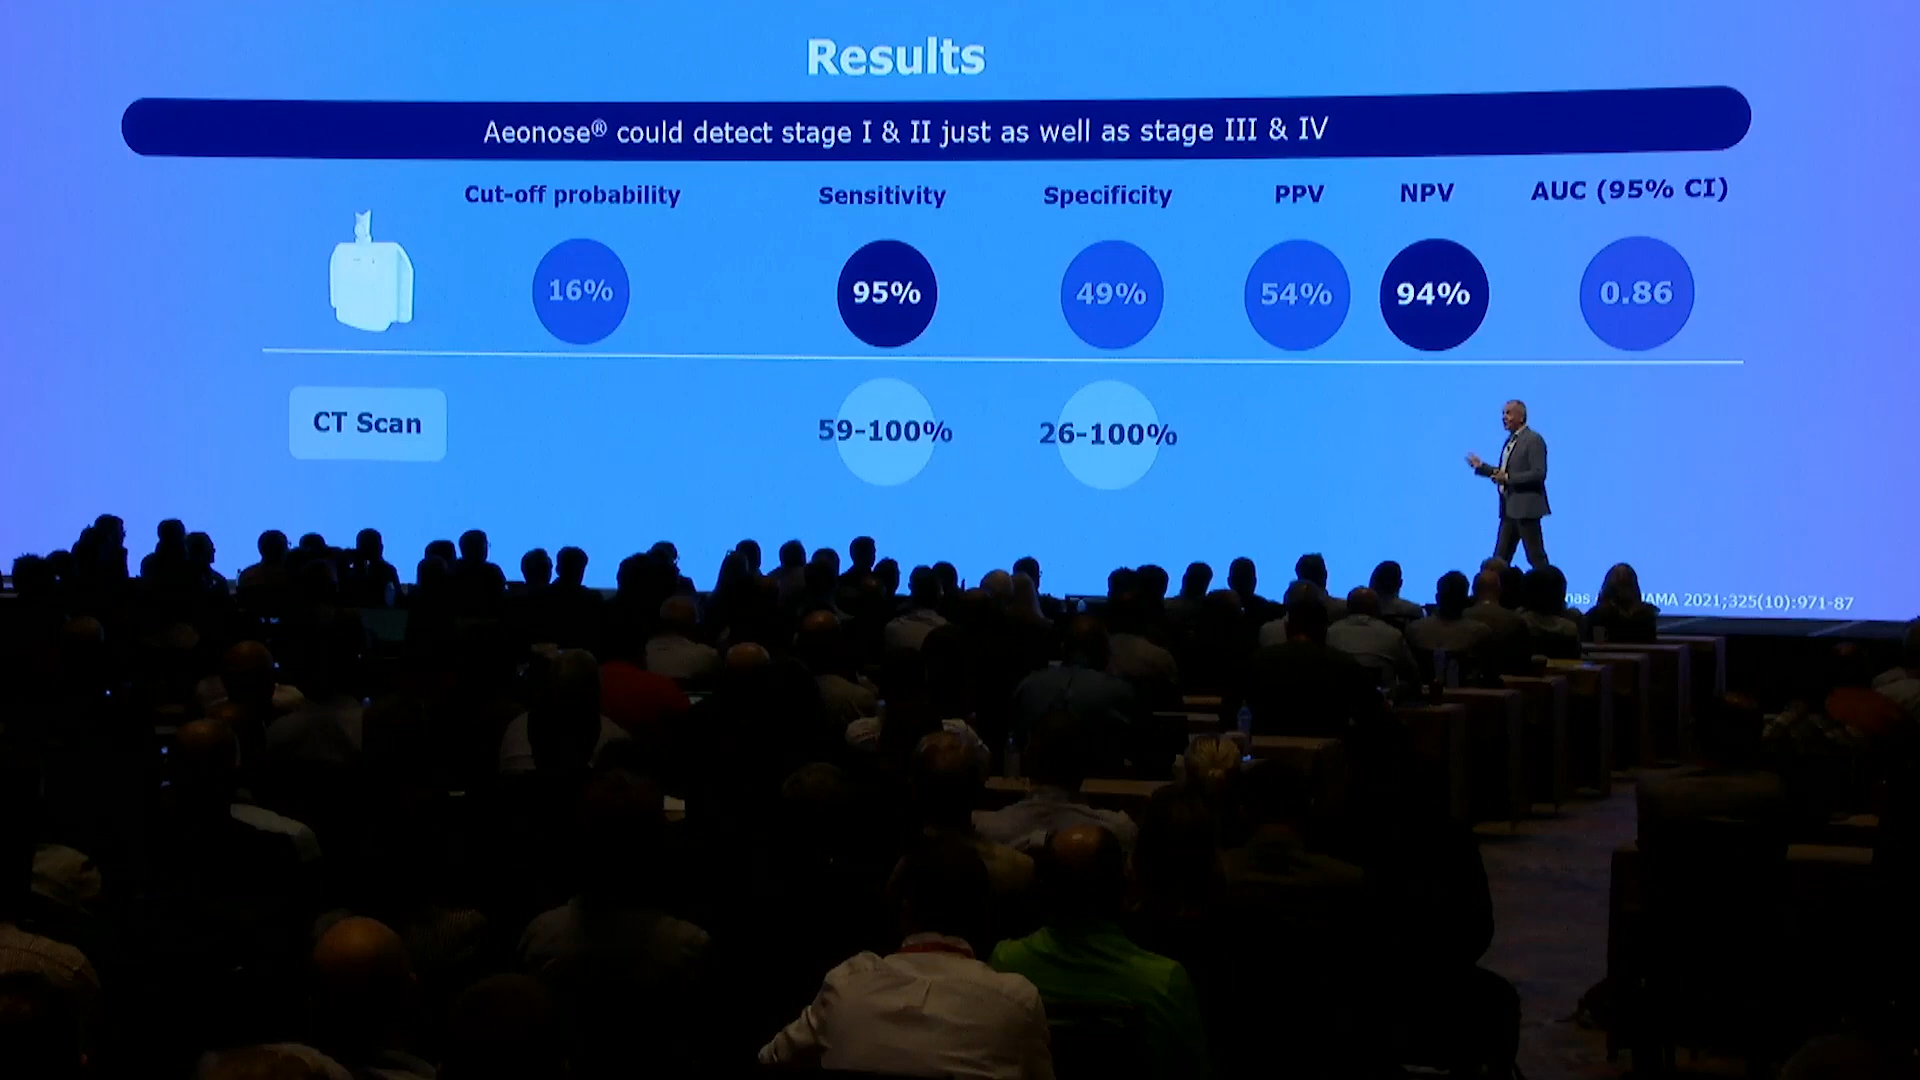 Results
Aeonose® could detect stage I & II just as well as stage III & IV
Cut-off probability Sensitivity Specificity PPV NPV AUC (95% CI)
16% 95% 49% 54% 94% 0.86
CT Scan 59-100% 26-100%
2021;325(10):971-87